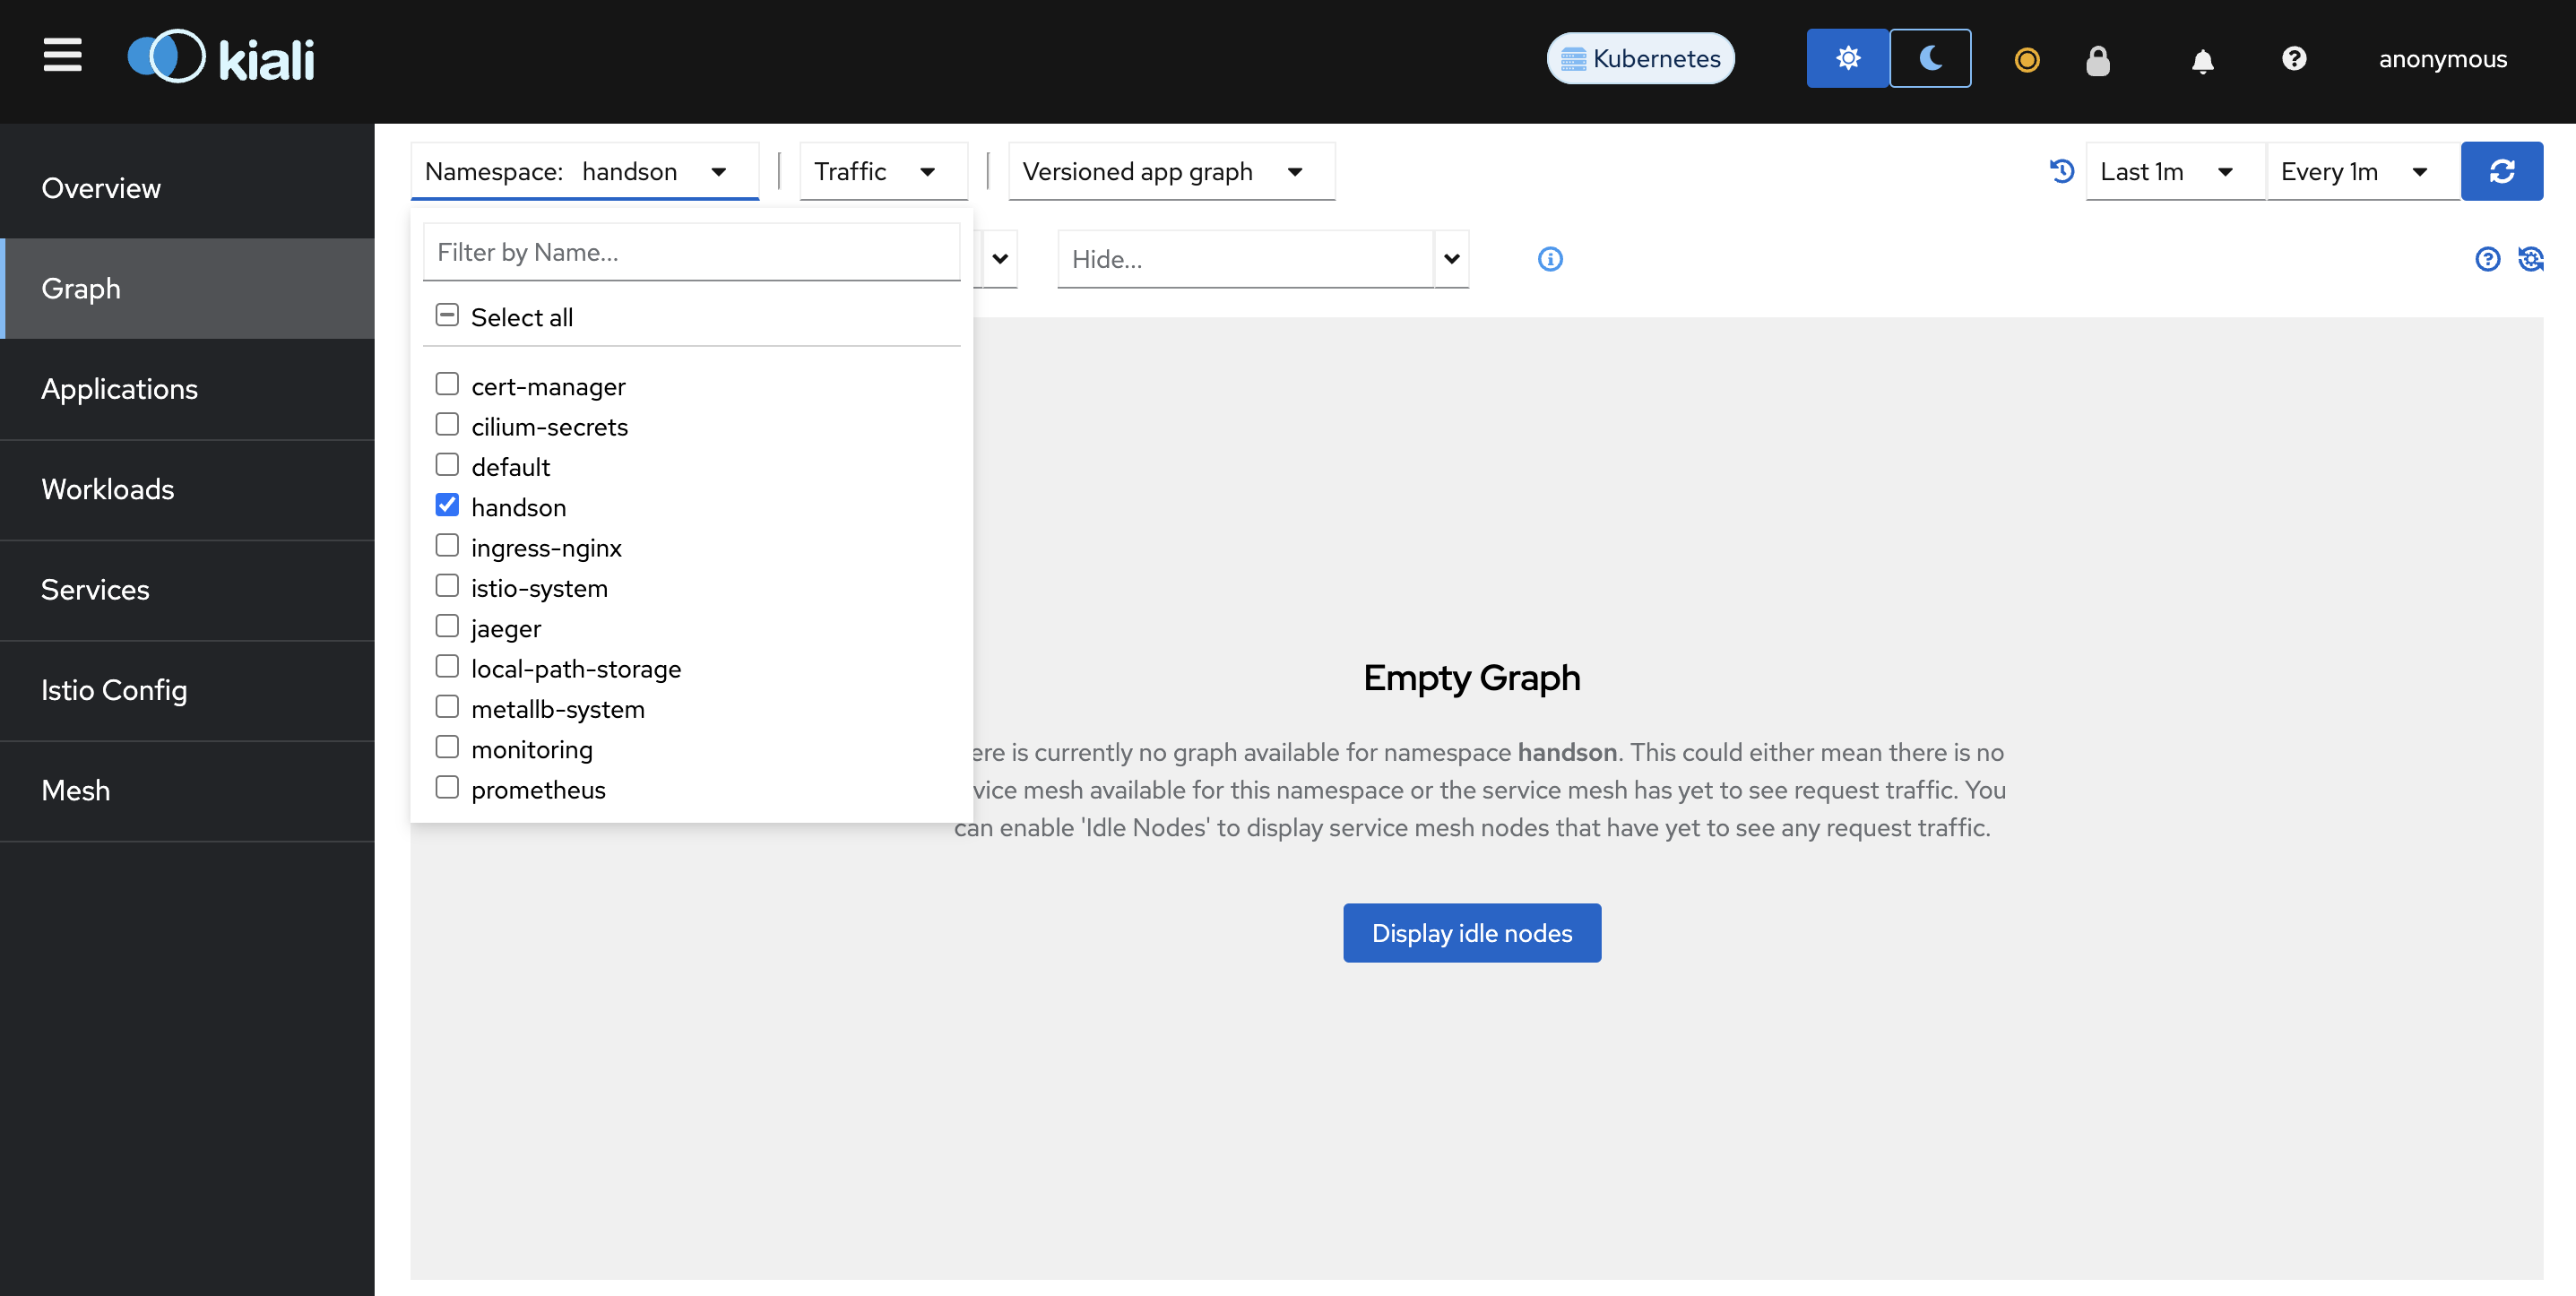 kiali
Kubernetes
anonymous
Overview
Graph
Applications
Workloads
Services
Istio Config
Mesh
Namespace: handson
Traffic
Versioned app graph
Last 1m
Every 1m
Filter by Name...
Hide...
Select all
cert-manager
cilium-secrets
default
handson
ingress-nginx
istio-system
jaeger
local-path-storage
metallb-system
monitoring
prometheus
Empty Graph
ere is currently no graph available for namespace handson. This could either mean there is no
vice mesh available for this namespace or the service mesh has yet to see request traffic. You
can enable 'Idle Nodes' to display service mesh nodes that have yet to see any request traffic.
Display idle nodes